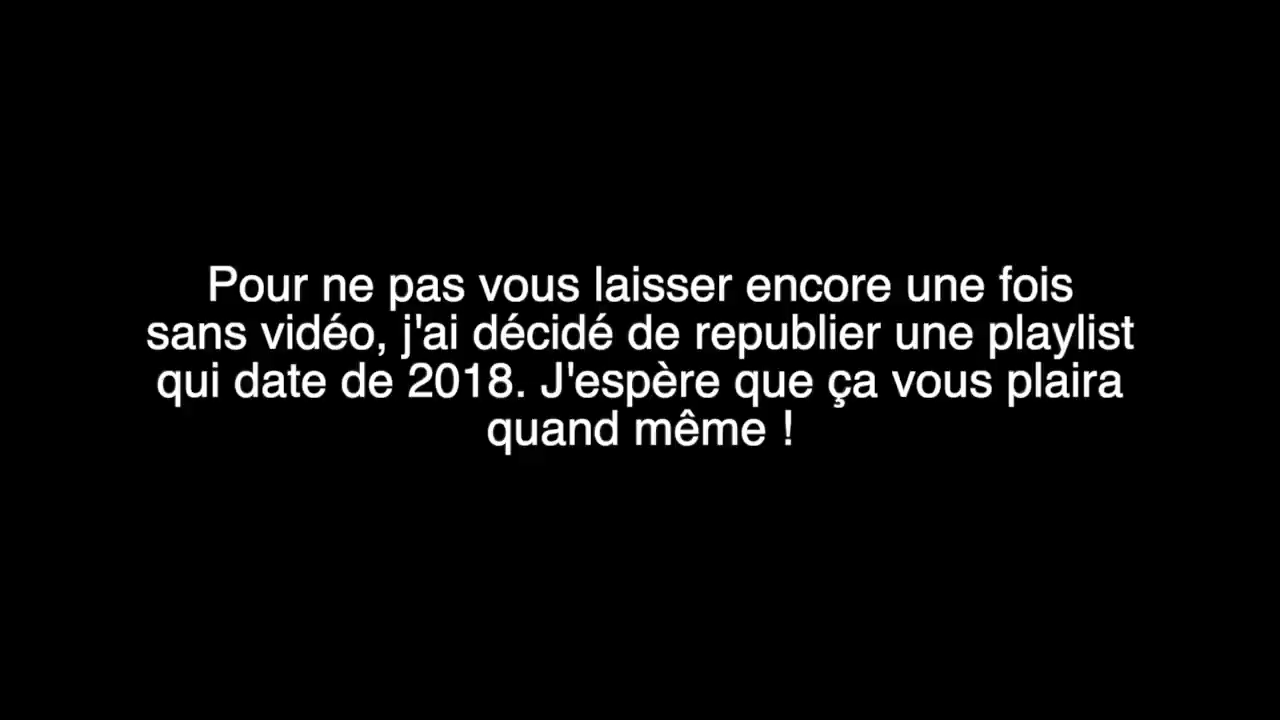 Pour ne pas vous laisser encore une fois
sans vidéo, j'ai décidé de republier une playlist
qui date de 2018. J'espère que ça vous plaira
quand même !